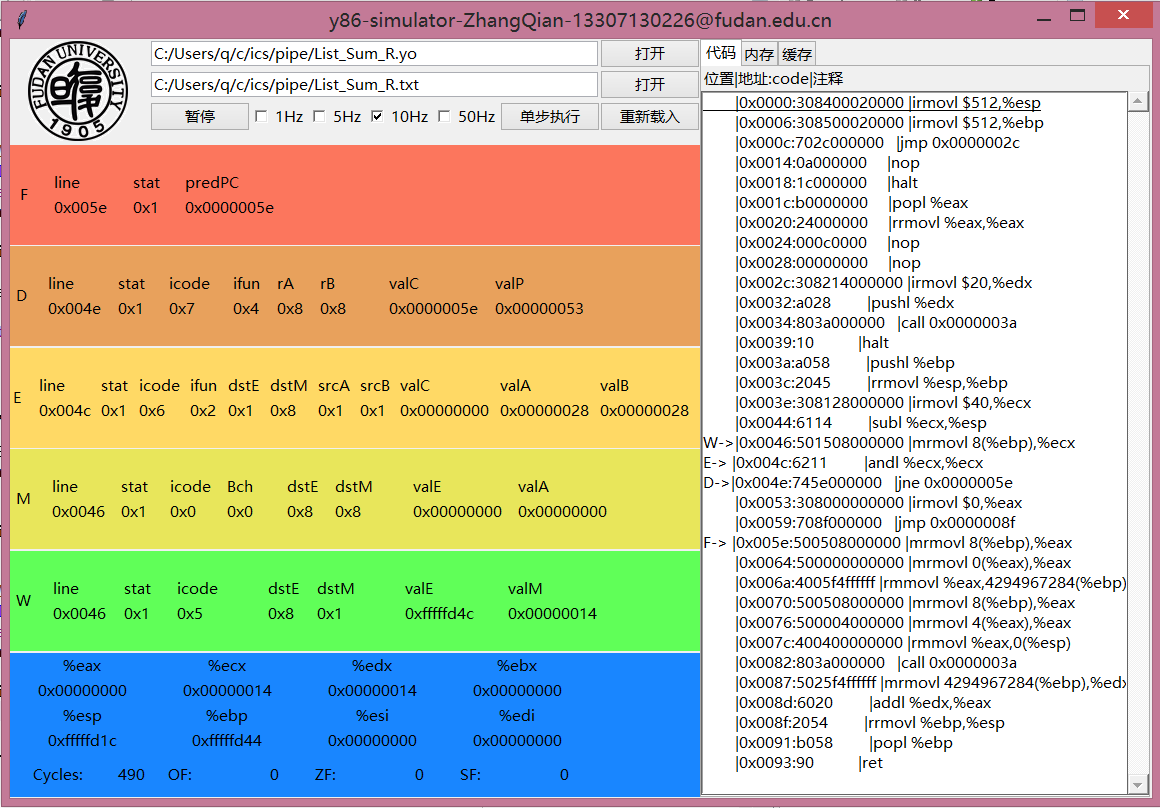 y86-simulator-ZhangQian-13307130226@fudan.edu.cn
FUDAN UNIVERSITY
1905
C:/Users/q/c/ics/pipe/List_Sum_R.yo 打开
C:/Users/q/c/ics/pipe/List_Sum_R.txt 打开
暂停 1Hz 5Hz 10Hz 50Hz 单步执行 重新载入
F
line stat predPC
0x005e 0x1 0x0000005e
D
line stat icode ifun rA rB valC valP
0x004e 0x1 0x7 0x4 0x8 0x8 0x0000005e 0x00000053
E
line stat icode ifun dstE dstM srcA srcB valC valA valB
0x004c 0x1 0x6 0x2 0x1 0x8 0x1 0x1 0x00000000 0x00000028 0x00000028
M
line stat icode Bch dstE dstM valE valA
0x0046 0x1 0x0 0x0 0x8 0x8 0x00000000 0x00000000
W
line stat icode dstE dstM valE valM
0x0046 0x1 0x5 0x8 0x1 0xfffffd4c 0x00000014
%eax %ecx %edx %ebx
0x00000000 0x00000014 0x00000014 0x00000000
%esp %ebp %esi %edi
0xfffffd1c 0xfffffd44 0x00000000 0x00000000
Cycles: 490 OF: 0 ZF: 0 SF: 0
代码 内存 缓存
位置|地址:code|注释
|0x0000:308400020000 |irmovl $512,%esp
|0x0006:308500020000 |irmovl $512,%ebp
|0x000c:702c000000 |jmp 0x0000002c
|0x0014:0a000000 |nop
|0x0018:1c000000 |halt
|0x001c:b0000000 |popl %eax
|0x0020:24000000 |rrmovl %eax,%eax
|0x0024:000c0000 |nop
|0x0028:00000000 |nop
|0x002c:308214000000 |irmovl $20,%edx
|0x0032:a028 |pushl %edx
|0x0034:803a000000 |call 0x0000003a
|0x0039:10 |halt
|0x003a:a058 |pushl %ebp
|0x003c:2045 |rrmovl %esp,%ebp
|0x003e:308128000000 |irmovl $40,%ecx
|0x0044:6114 |subl %ecx,%esp
W->|0x0046:501508000000 |mrmovl 8(%ebp),%ecx
E-> |0x004c:6211 |andl %ecx,%ecx
D->|0x004e:745e000000 |jne 0x0000005e
|0x0053:308000000000 |irmovl $0,%eax
|0x0059:708f000000 |jmp 0x0000008f
F-> |0x005e:500508000000 |mrmovl 8(%ebp),%eax
|0x0064:500000000000 |mrmovl 0(%eax),%eax
|0x006a:4005f4ffffff |rmmovl %eax,4294967284(%ebp)
|0x0070:500508000000 |mrmovl 8(%ebp),%eax
|0x0076:500004000000 |mrmovl 4(%eax),%eax
|0x007c:400400000000 |rmmovl %eax,0(%esp)
|0x0082:803a000000 |call 0x0000003a
|0x0087:5025f4ffffff |mrmovl 4294967284(%ebp),%edx
|0x008d:6020 |addl %edx,%eax
|0x008f:2054 |rrmovl %ebp,%esp
|0x0091:b058 |popl %ebp
|0x0093:90 |ret